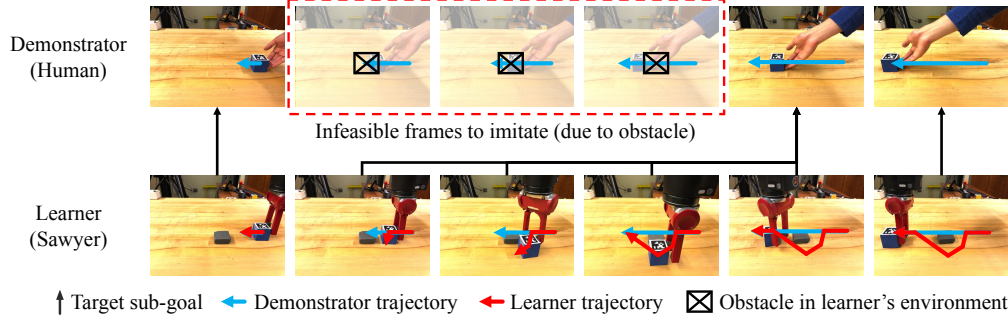 Demonstrator
(Human)
Infeasible frames to imitate (due to obstacle)
Learner
(Sawyer)
Target sub-goal
Demonstrator trajectory
Learner trajectory
Obstacle in learner's environment